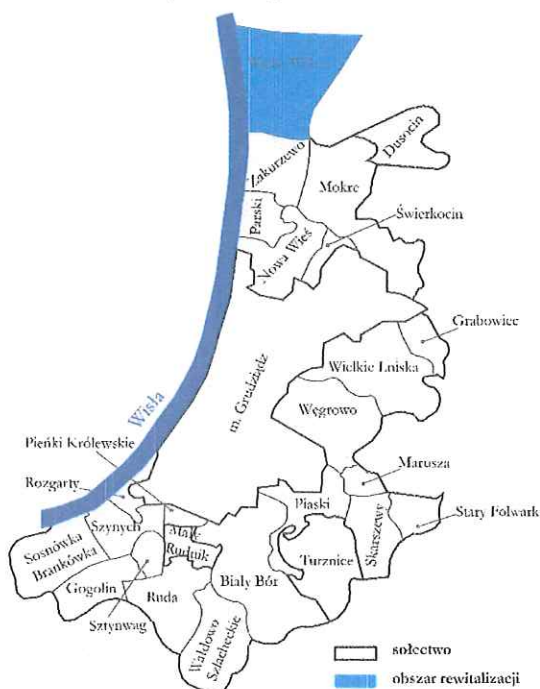 Dusocin
Zakurzewo
Mokre
Parski
Świerkocin
Nowa Wieś
Grabowiec
Wielkie Lniska
m. Grudziądz
Węgrowo
Wisła
Pieńki Królewskie
Marusza
Rozgarty
Piaski
Stary Folwark
Szynych
Małe
Rudnik
Skarszewy
Sosnówka
Brankówka
Turznice
Biały Bór
Gogolin
Ruda
Sztynwag
Wałdowo
Szlacheckie
sołectwo
obszar rewitalizacji